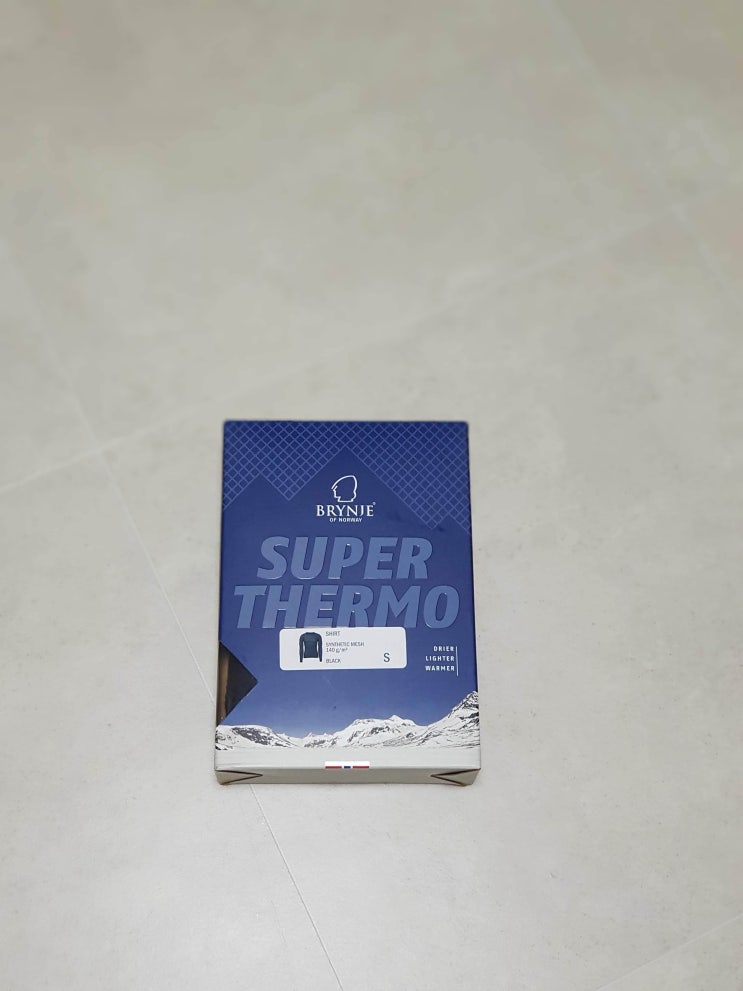 BRYNJE®
OF NORWAY
SUPER
THERMO
SHIRT
SYNTHETIC MESH
140 g/m²
BLACK
S
DRIER
LIGHTER
WARMER